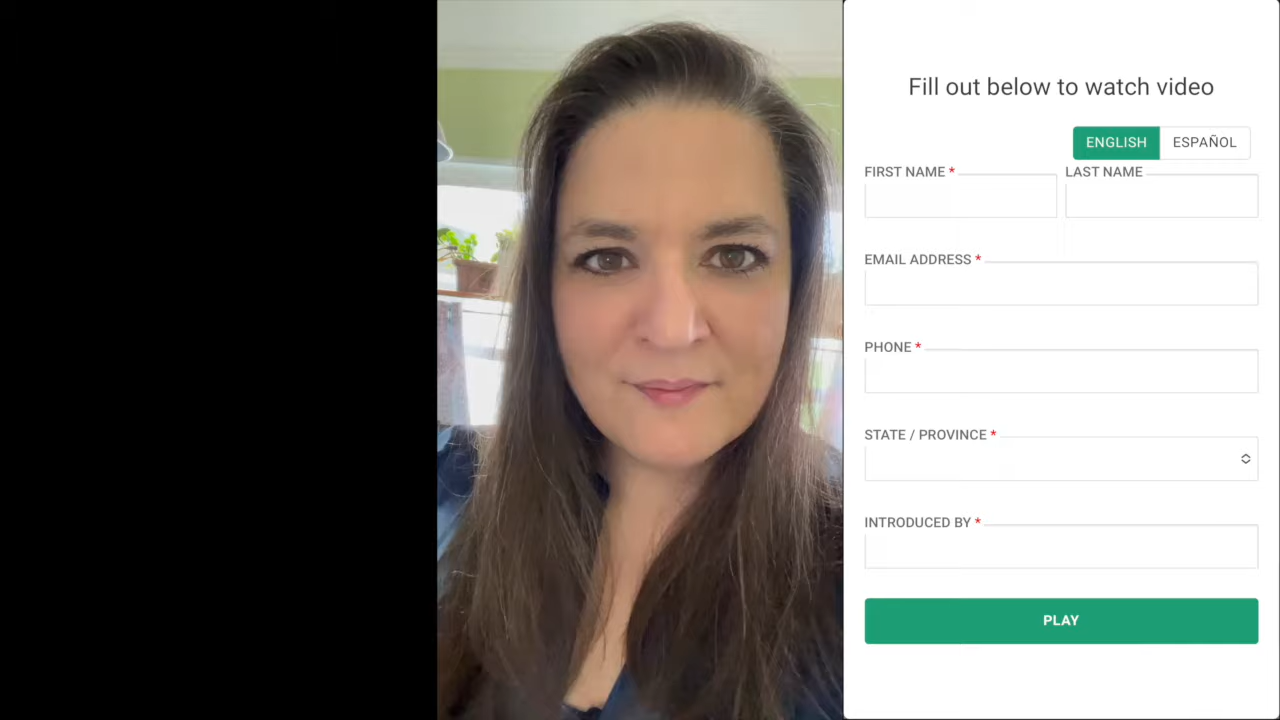 Fill out below to watch video
ENGLISH ESPAÑOL
FIRST NAME * LAST NAME
EMAIL ADDRESS *
PHONE *
STATE / PROVINCE *
INTRODUCED BY *
PLAY